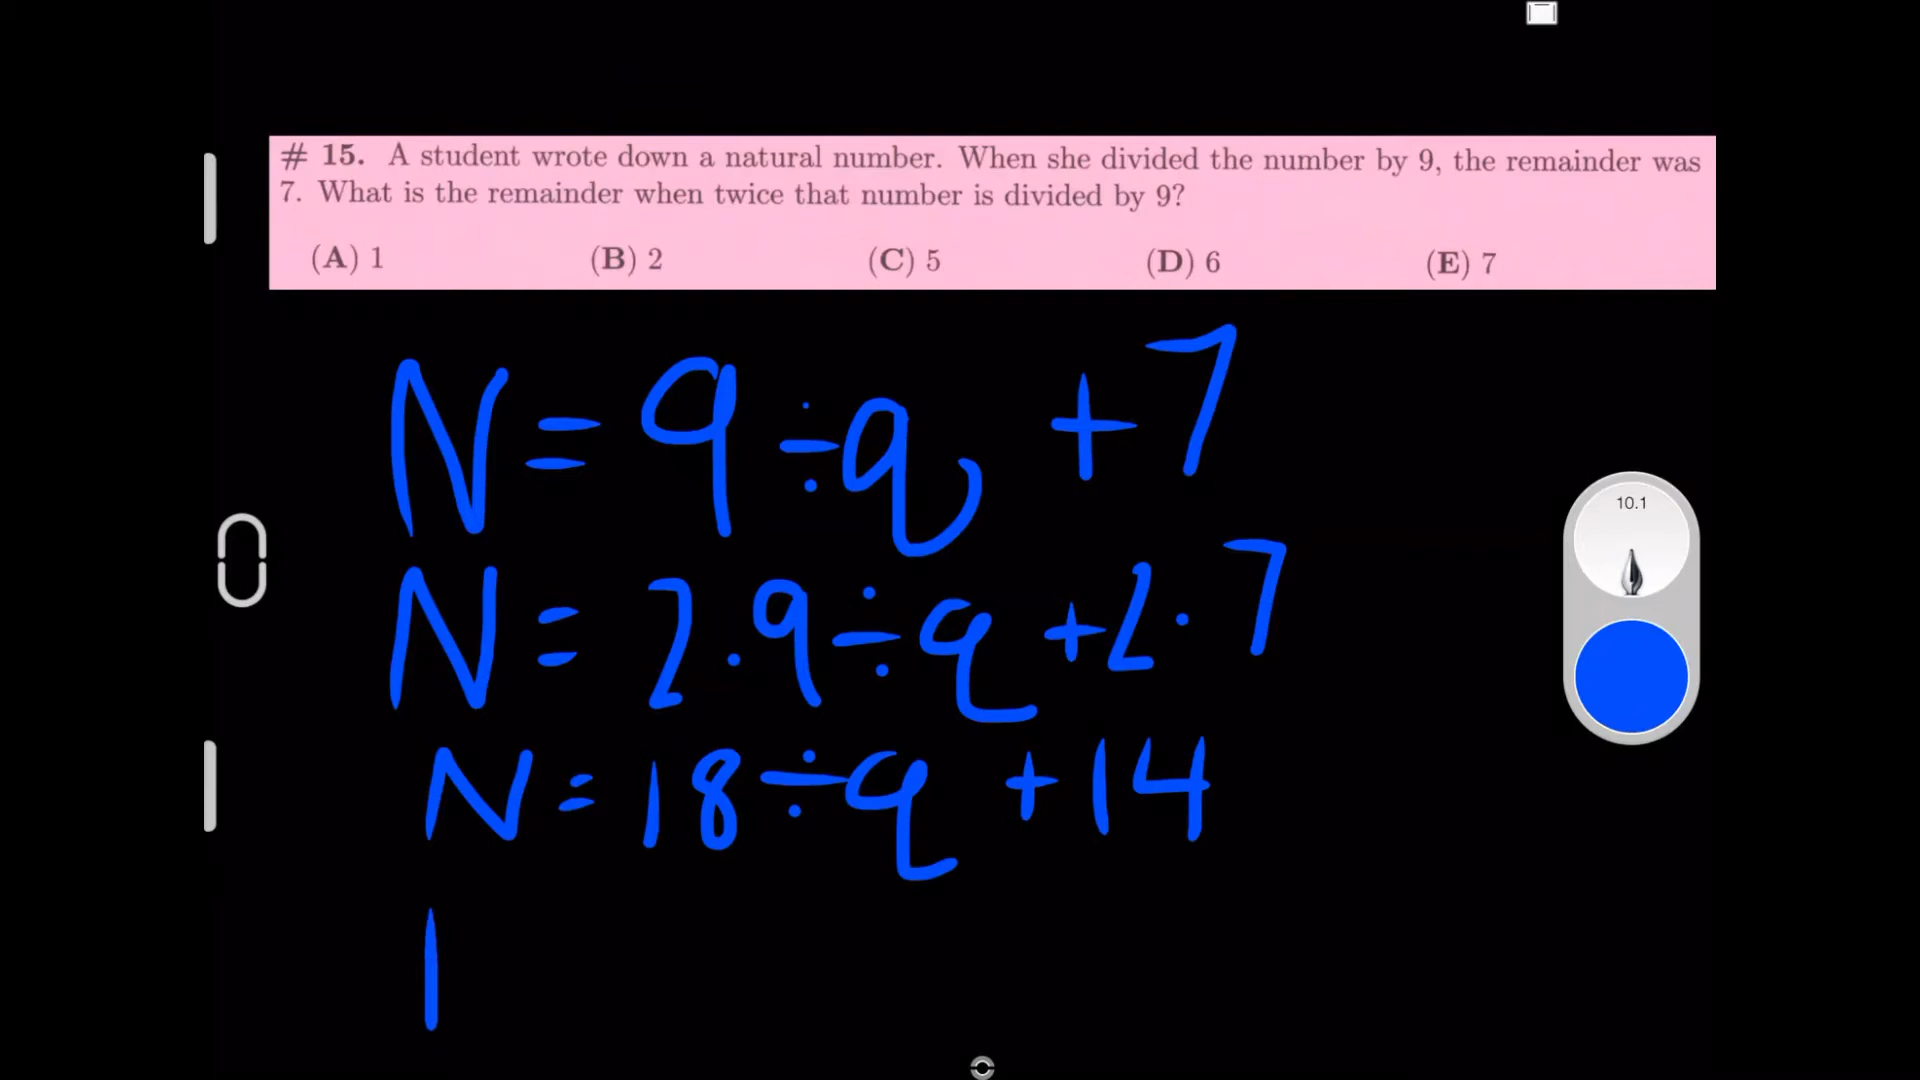 # 15. A student wrote down a natural number. When she divided the number by 9, the remainder was
7. What is the remainder when twice that number is divided by 9?
(A) 1 (B) 2 (C) 5 (D) 6 (E) 7
N = 9 ÷ q + 7
N = 2 · 9 ÷ q + 2 · 7
10.1
N = 18 ÷ q + 14
1